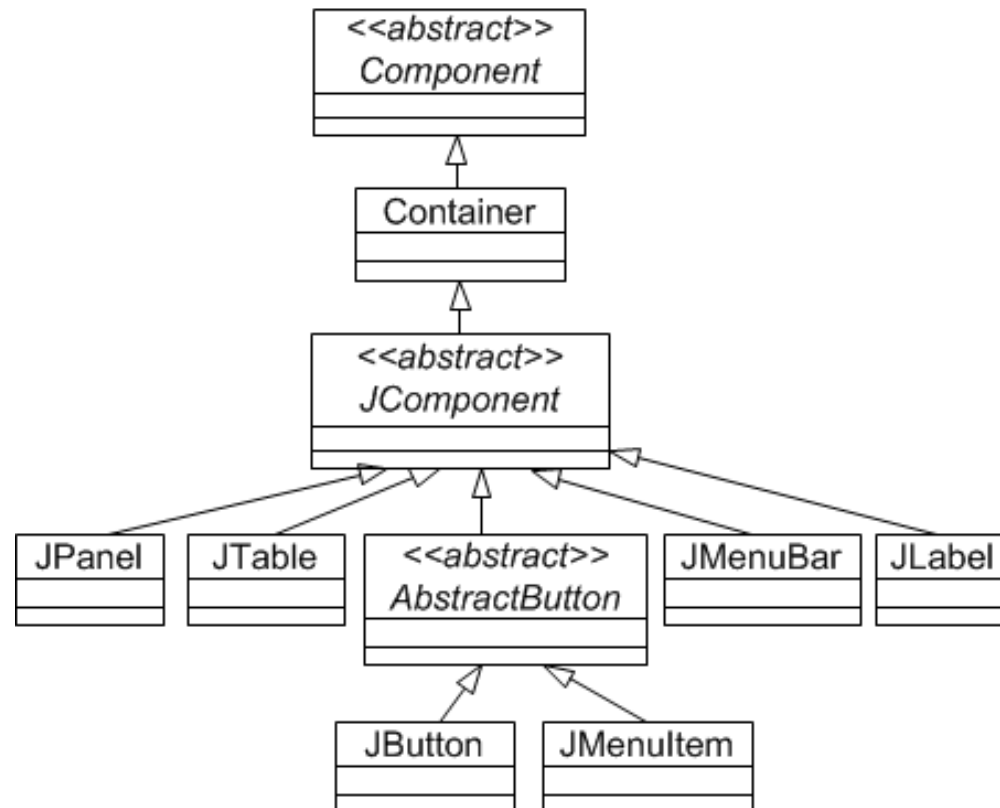 <<abstract>>
Component
Container
<<abstract>>
JComponent
JPanel
JTable
<<abstract>>
AbstractButton
JMenuBar
JLabel
JButton
JMenuItem